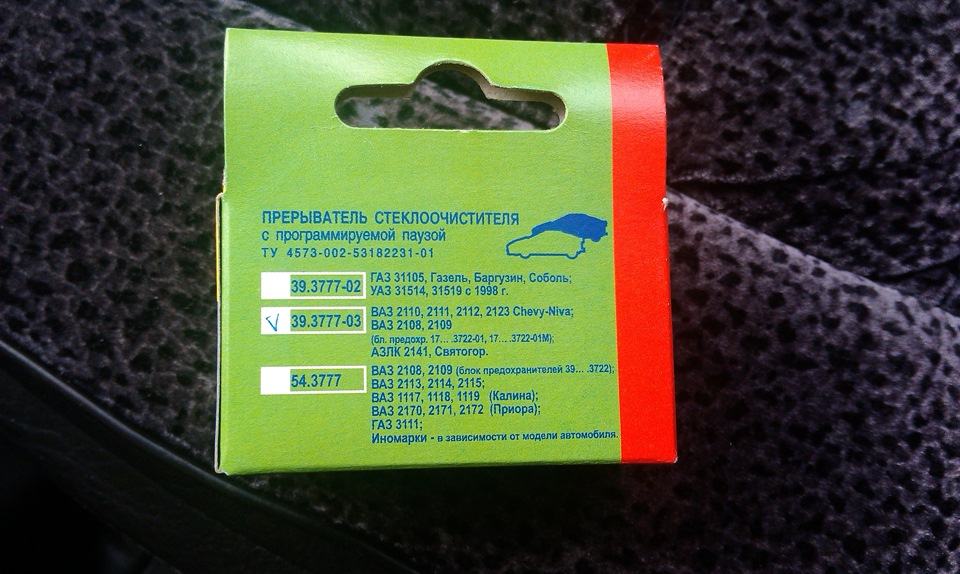 ПРЕРЫВАТЕЛЬ СТЕКЛООЧИСТИТЕЛЯ
с программируемой паузой
ТУ 4573-002-53182231-01
39.3777-02 ГАЗ 31105, Газель, Баргузин, Соболь;
УАЗ 31514, 31519 с 1998 г.
V 39.3777-03 ВАЗ 2110, 2111, 2112, 2123 Chevy-Niva;
ВАЗ 2108, 2109
(бл. предохр. 17... .3722-01, 17... .3722-01М);
АЗЛК 2141, Святогор.
54.3777 ВАЗ 2108, 2109 (блок предохранителей 39... .3722);
ВАЗ 2113, 2114, 2115;
ВАЗ 1117, 1118, 1119 (Калина);
ВАЗ 2170, 2171, 2172 (Приора);
ГАЗ 3111;
Иномарки - в зависимости от модели автомобиля.